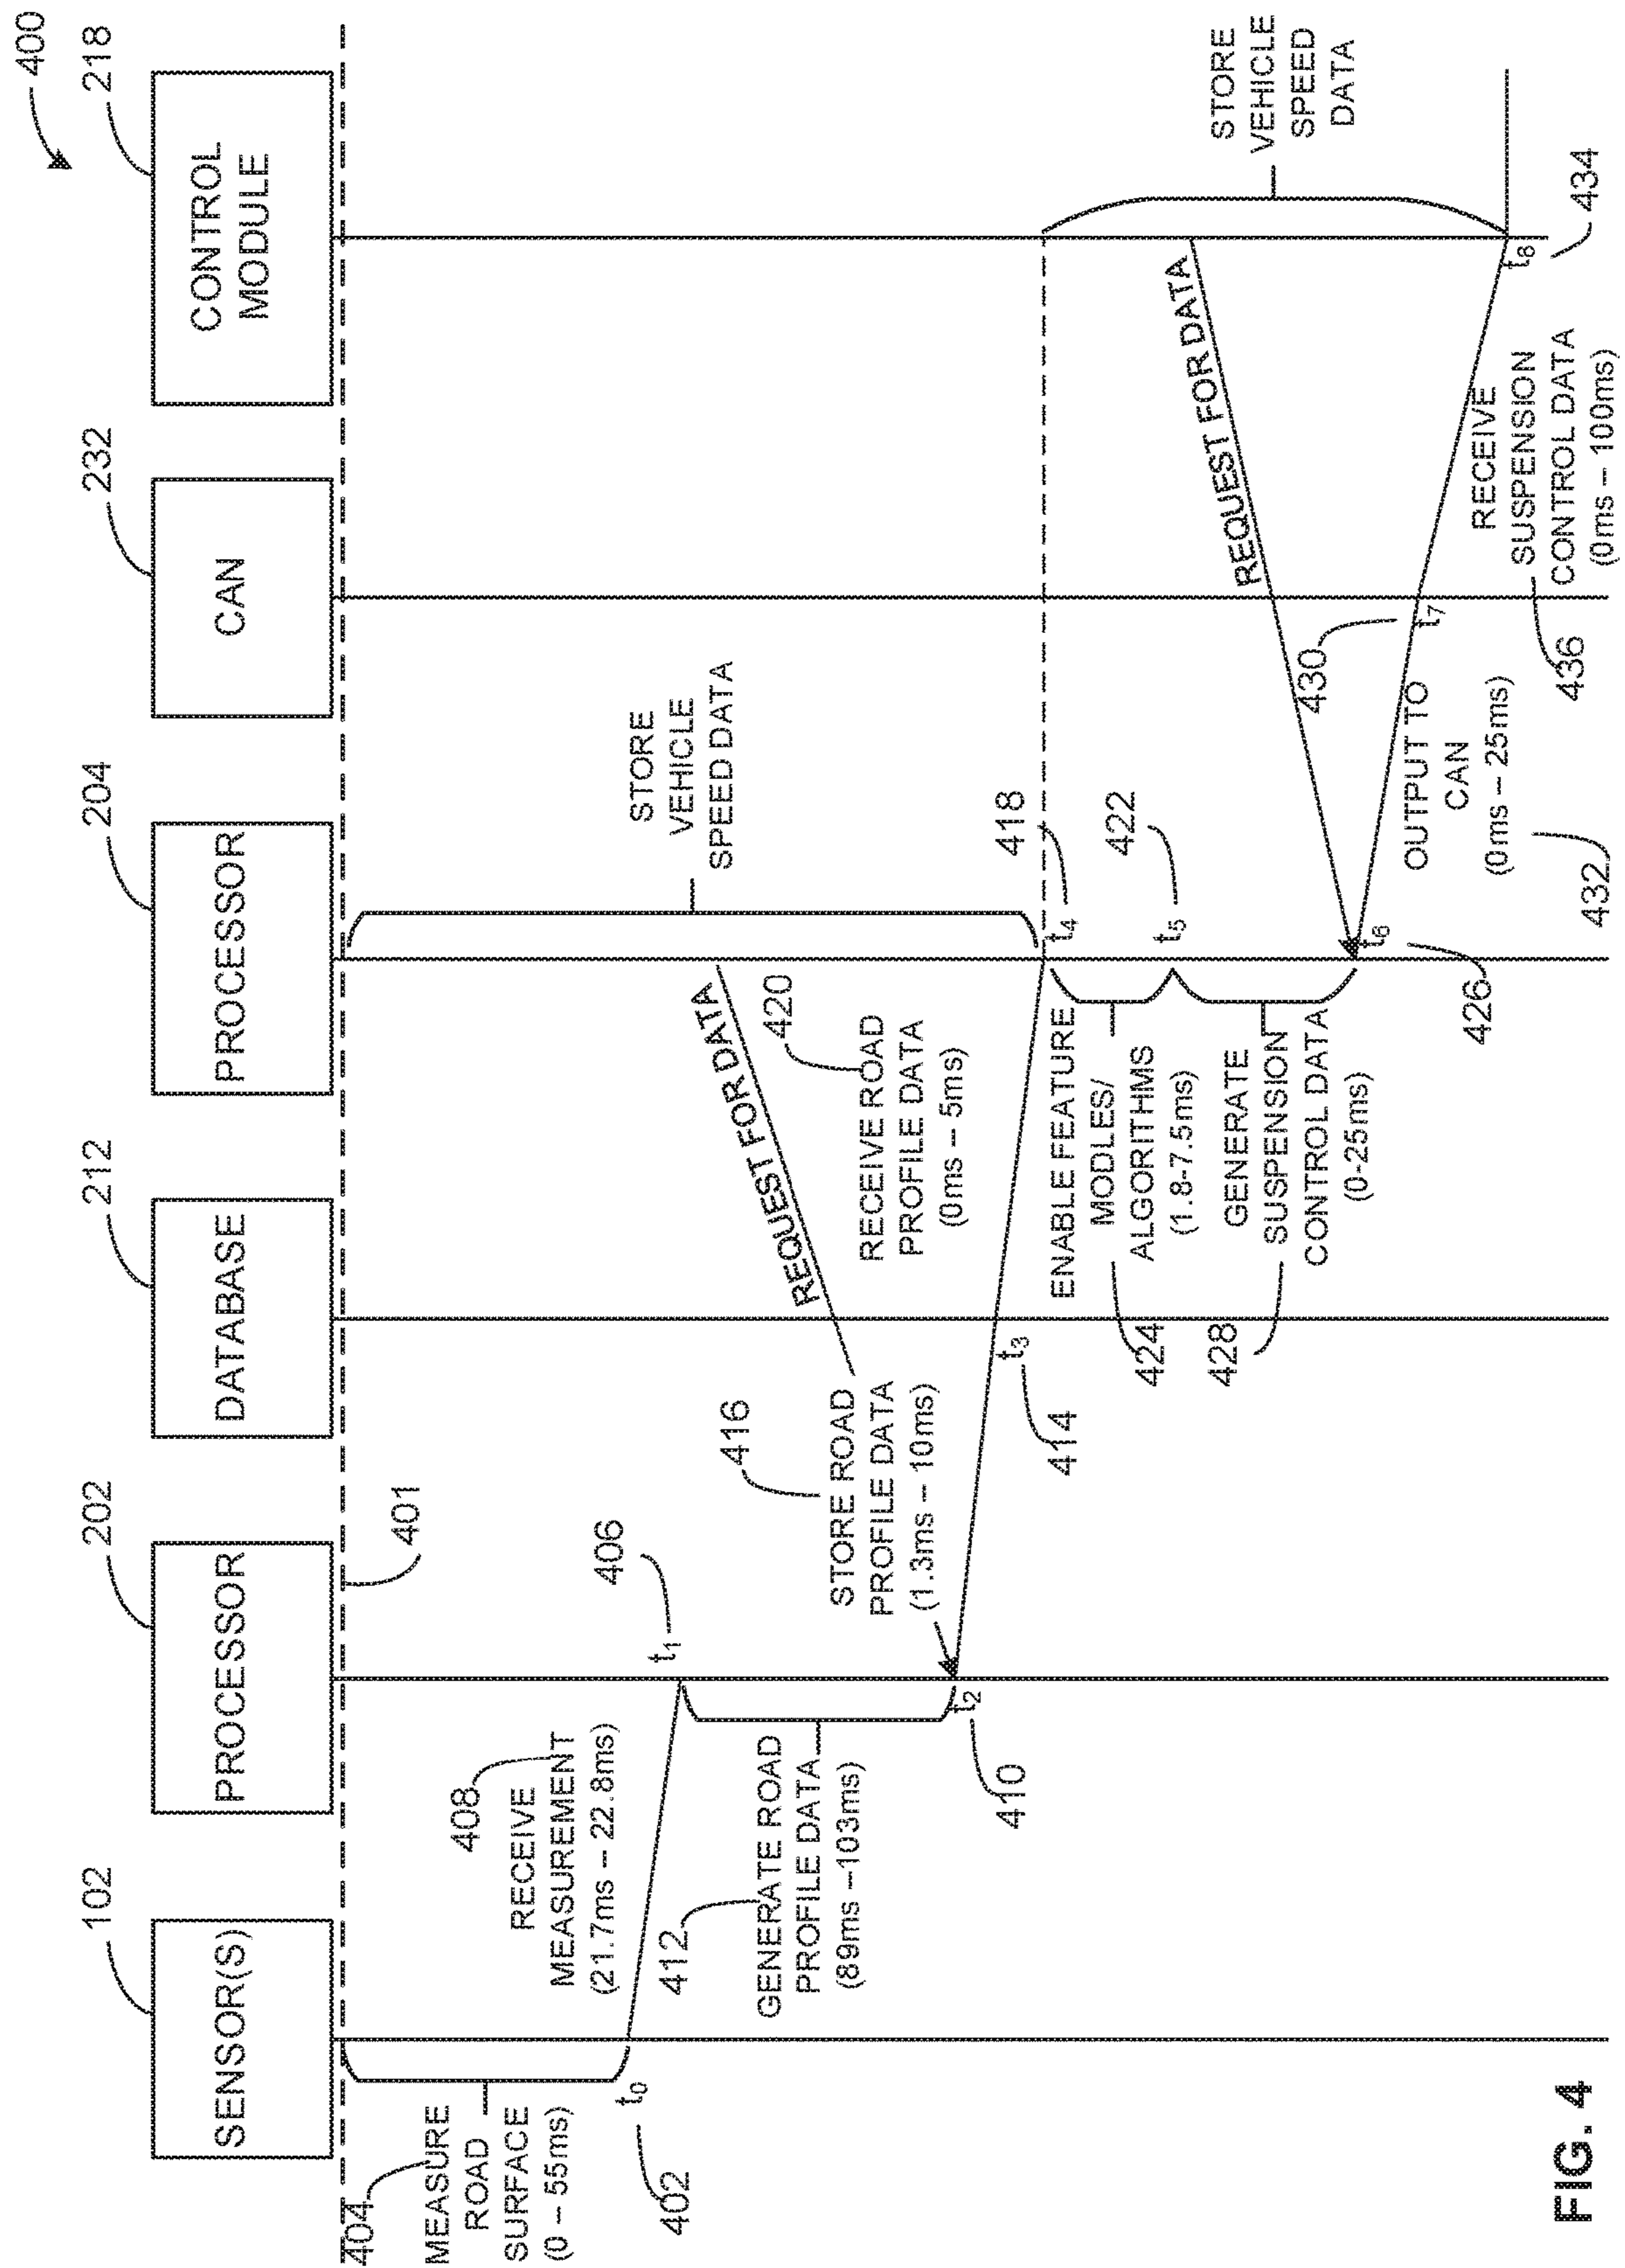 400
102
202
212
204
232
218
SENSOR(S)
PROCESSOR
DATABASE
PROCESSOR
CAN
CONTROL
MODULE
401
404
MEASURE
ROAD
SURFACE
(0 – 55ms)
t0
402
408
RECEIVE
MEASUREMENT
(21.7ms – 22.8ms)
t1
406
412
GENERATE ROAD
PROFILE DATA
(89ms –103ms)
t2
410
416
STORE ROAD
PROFILE DATA
(1.3ms – 10ms)
t3
414
REQUEST FOR DATA
420
RECEIVE ROAD
PROFILE DATA
(0ms – 5ms)
STORE
VEHICLE
SPEED DATA
418
t4
ENABLE FEATURE
MODLES/
ALGORITHMS
(1.8-7.5ms)
424
422
t5
GENERATE
SUSPENSION
CONTROL DATA
(0-25ms)
428
t6
426
REQUEST FOR DATA
STORE
VEHICLE
SPEED
DATA
430
t7
OUTPUT TO
CAN
(0ms – 25ms)
432
t8
434
RECEIVE
SUSPENSION
CONTROL DATA
(0ms – 100ms)
436
FIG. 4